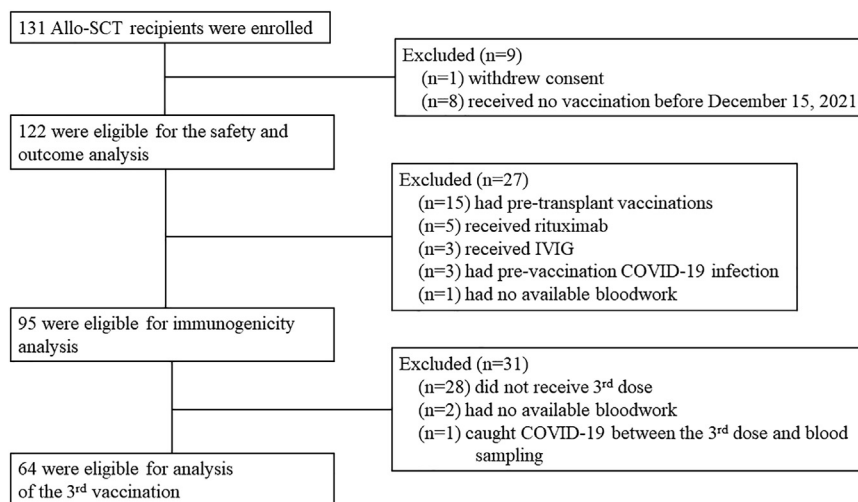 131 Allo-SCT recipients were enrolled
Excluded (n=9)
(n=1) withdrew consent
(n=8) received no vaccination before December 15, 2021
122 were eligible for the safety and
outcome analysis
Excluded (n=27)
(n=15) had pre-transplant vaccinations
(n=5) received rituximab
(n=3) received IVIG
(n=3) had pre-vaccination COVID-19 infection
(n=1) had no available bloodwork
95 were eligible for immunogenicity
analysis
Excluded (n=31)
(n=28) did not receive 3rd dose
(n=2) had no available bloodwork
(n=1) caught COVID-19 between the 3rd dose and blood
sampling
64 were eligible for analysis
of the 3rd vaccination